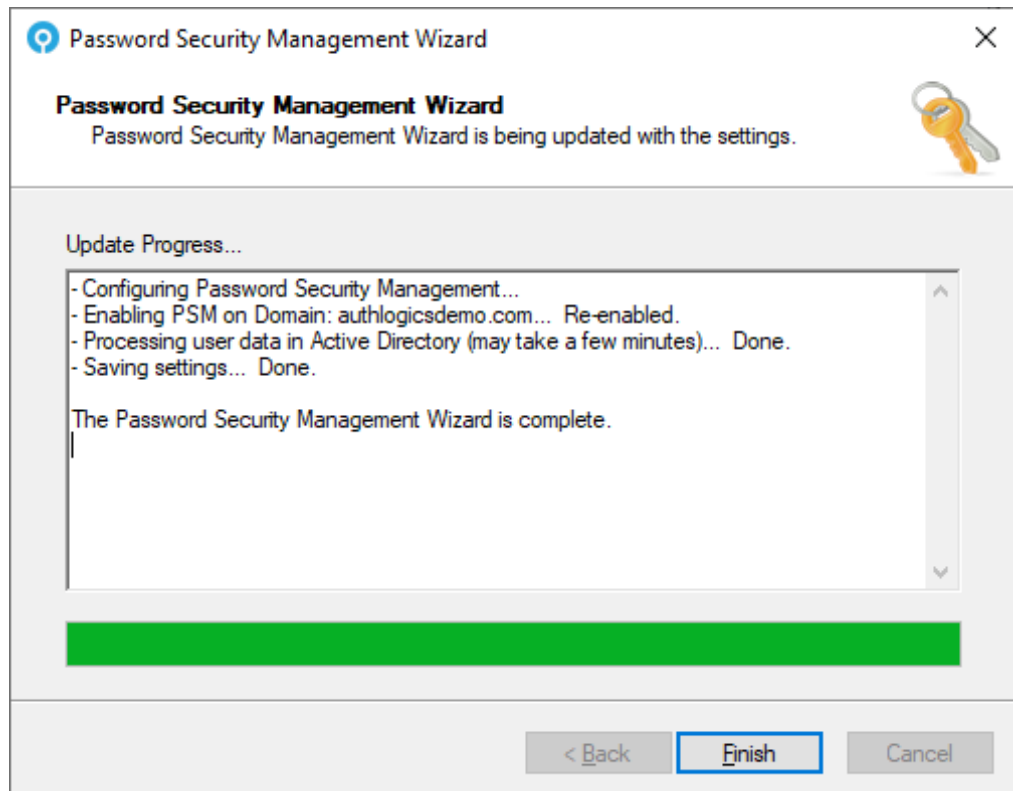 Password Security Management Wizard
Password Security Management Wizard
Password Security Management Wizard is being updated with the settings.
Update Progress...
- Configuring Password Security Management...
- Enabling PSM on Domain: authlogicsdemo.com... Re-enabled.
- Processing user data in Active Directory (may take a few minutes)... Done.
- Saving settings... Done.
The Password Security Management Wizard is complete.
< Back Finish Cancel